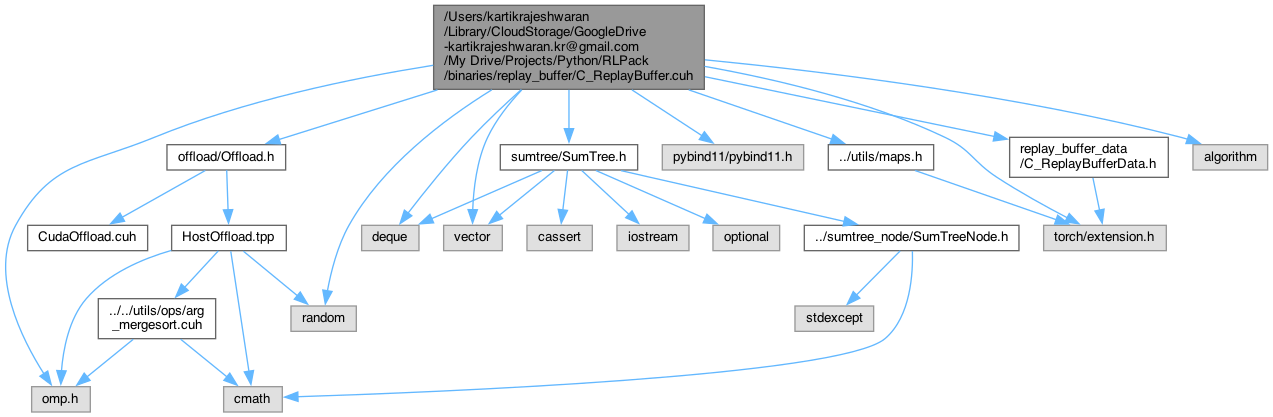 /Users/kartikrajeshwaran
/Library/CloudStorage/GoogleDrive
-kartikrajeshwaran.kr@gmail.com
/My Drive/Projects/Python/RLPack
/binaries/replay_buffer/C_ReplayBuffer.cuh
offload/Offload.h
sumtree/SumTree.h
pybind11/pybind11.h
../utils/maps.h
replay_buffer_data
/C_ReplayBufferData.h
algorithm
CudaOffload.cuh
HostOffload.tpp
deque
vector
cassert
iostream
optional
../sumtree_node/SumTreeNode.h
torch/extension.h
../../utils/ops/arg
_mergesort.cuh
random
stdexcept
omp.h
cmath